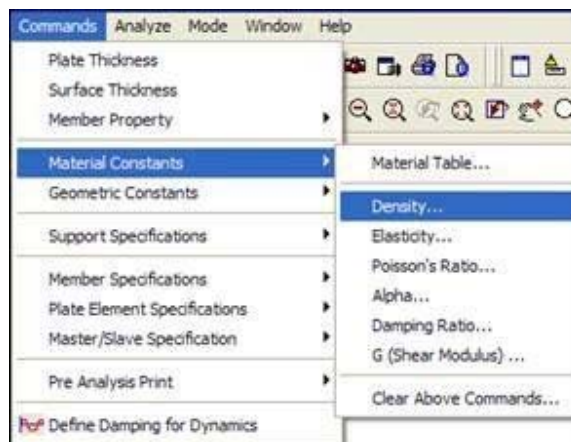 Commands Analyze Mode Window Help
Plate Thickness
Surface Thickness
Member Property
Material Constants
Geometric Constants
Support Specifications
Member Specifications
Plate Element Specifications
Master/Slave Specification
Pre Analysis Print
Define Damping for Dynamics
Material Table...
Density...
Elasticity...
Poisson's Ratio...
Alpha...
Damping Ratio...
G (Shear Modulus) ...
Clear Above Commands...